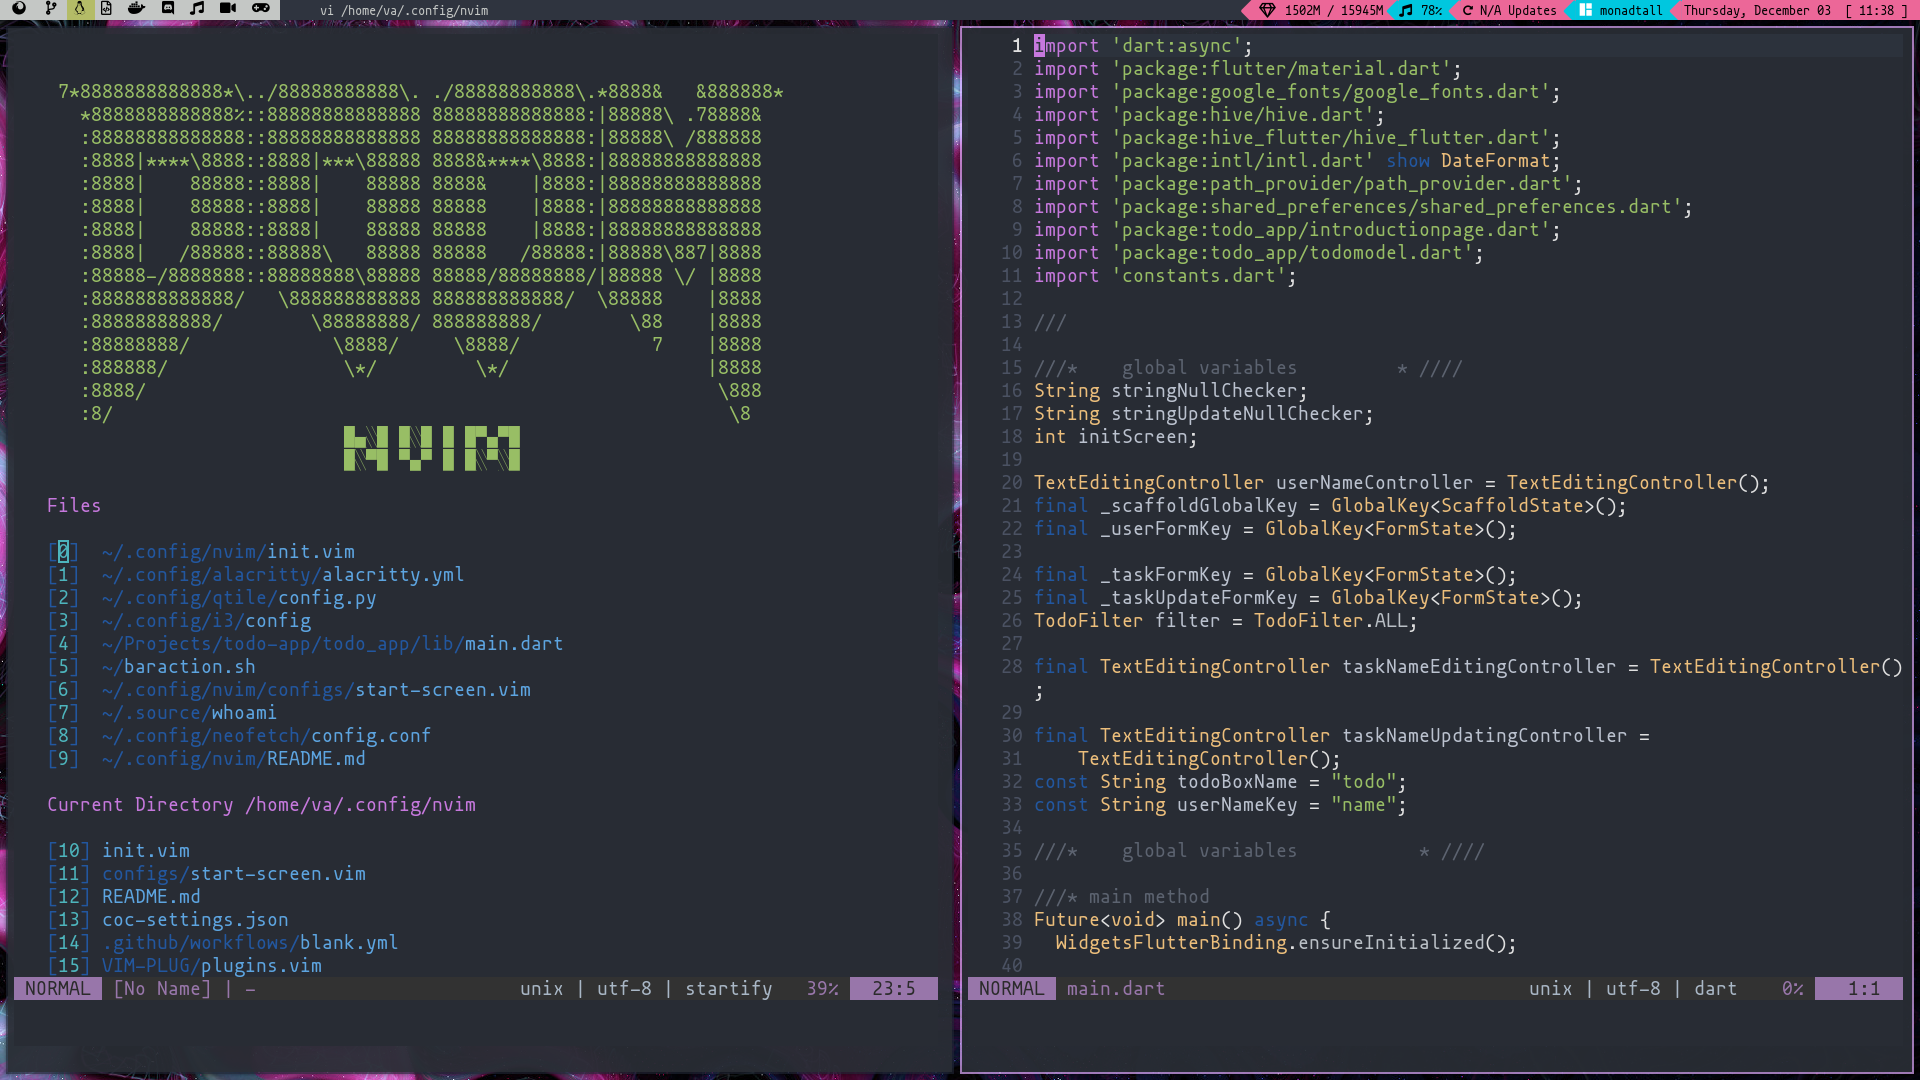 vi /home/va/.config/nvim
1502M / 15945M 78% N/A Updates monadtall Thursday, December 03 [ 11:38 ]
7*8888888888888*\../88888888888\. ./88888888888\.*8888&   &888888*
*8888888888888%::88888888888888 88888888888888:|88888\ .78888&
:88888888888888::88888888888888 88888888888888:|88888\ /888888
:8888|****\8888::8888|***\88888 8888&****\8888:|88888888888888
:8888|    88888::8888|    88888 8888&    |8888:|88888888888888
:8888|    88888::8888|    88888 88888    |8888:|88888888888888
:8888|    88888::8888|    88888 88888    |8888:|88888888888888
:8888|   /88888::88888\   88888 88888   /88888:|88888\887|8888
:88888-/8888888::88888888\88888 88888/88888888/|88888 \/ |8888
:8888888888888/   \888888888888 888888888888/  \88888    |8888
:88888888888/        \88888888/ 888888888/        \88    |8888
:88888888/             \8888/     \8888/            7    |8888
:888888/                \*/         \*/                  |8888
:8888/                                                    \888
:8/                                                        \8
NVIM
Files
[0]  ~/.config/nvim/init.vim
[1]  ~/.config/alacritty/alacritty.yml
[2]  ~/.config/qtile/config.py
[3]  ~/.config/i3/config
[4]  ~/Projects/todo-app/todo_app/lib/main.dart
[5]  ~/baraction.sh
[6]  ~/.config/nvim/configs/start-screen.vim
[7]  ~/.source/whoami
[8]  ~/.config/neofetch/config.conf
[9]  ~/.config/nvim/README.md
Current Directory /home/va/.config/nvim
[10] init.vim
[11] configs/start-screen.vim
[12] README.md
[13] coc-settings.json
[14] .github/workflows/blank.yml
[15] VIM-PLUG/plugins.vim
NORMAL [No Name] | - unix | utf-8 | startify 39% 23:5
1 import 'dart:async';
2 import 'package:flutter/material.dart';
3 import 'package:google_fonts/google_fonts.dart';
4 import 'package:hive/hive.dart';
5 import 'package:hive_flutter/hive_flutter.dart';
6 import 'package:intl/intl.dart' show DateFormat;
7 import 'package:path_provider/path_provider.dart';
8 import 'package:shared_preferences/shared_preferences.dart';
9 import 'package:todo_app/introductionpage.dart';
10 import 'package:todo_app/todomodel.dart';
11 import 'constants.dart';
12
13 ///
14
15 ///*    global variables         * ////
16 String stringNullChecker;
17 String stringUpdateNullChecker;
18 int initScreen;
19
20 TextEditingController userNameController = TextEditingController();
21 final _scaffoldGlobalKey = GlobalKey<ScaffoldState>();
22 final _userFormKey = GlobalKey<FormState>();
23
24 final _taskFormKey = GlobalKey<FormState>();
25 final _taskUpdateFormKey = GlobalKey<FormState>();
26 TodoFilter filter = TodoFilter.ALL;
27
28 final TextEditingController taskNameEditingController = TextEditingController()
;
29
30 final TextEditingController taskNameUpdatingController =
31     TextEditingController();
32 const String todoBoxName = "todo";
33 const String userNameKey = "name";
34
35 ///*    global variables           * ////
36
37 ///* main method
38 Future<void> main() async {
39   WidgetsFlutterBinding.ensureInitialized();
40
NORMAL main.dart unix | utf-8 | dart 0% 1:1